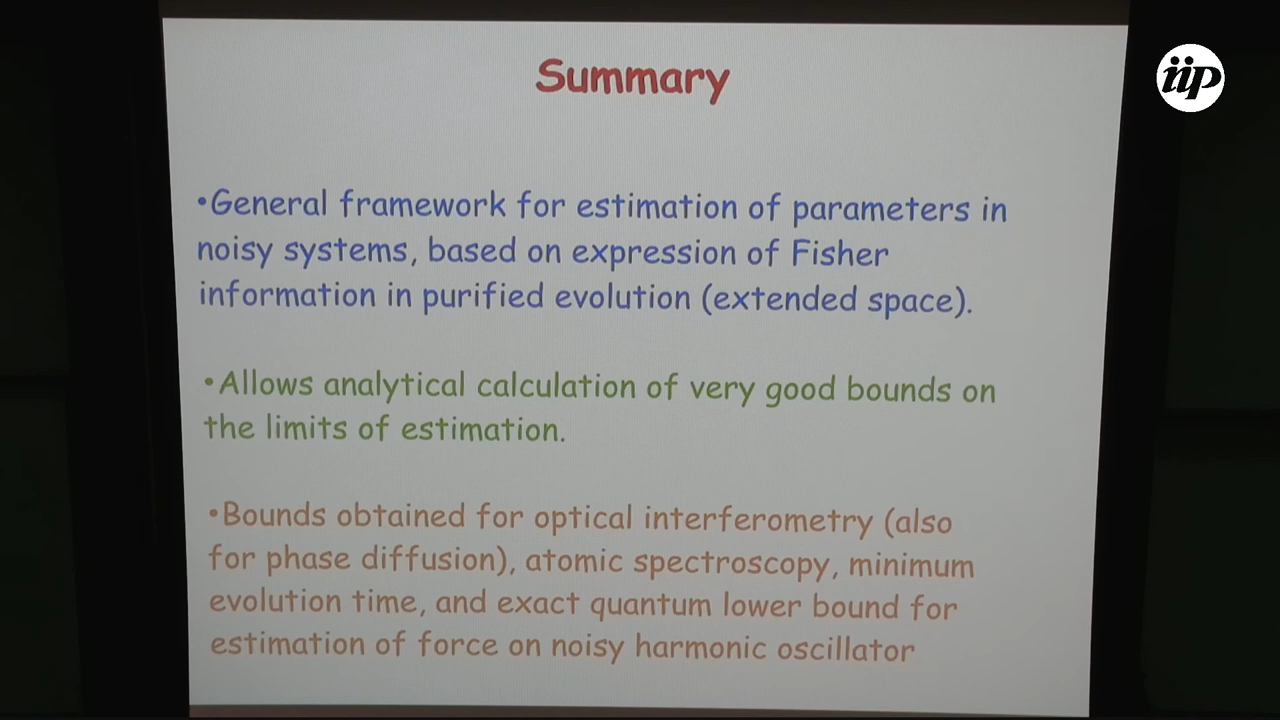 Summary
iip
•General framework for estimation of parameters in
noisy systems, based on expression of Fisher
information in purified evolution (extended space).
•Allows analytical calculation of very good bounds on
the limits of estimation.
•Bounds obtained for optical interferometry (also
for phase diffusion), atomic spectroscopy, minimum
evolution time, and exact quantum lower bound for
estimation of force on noisy harmonic oscillator